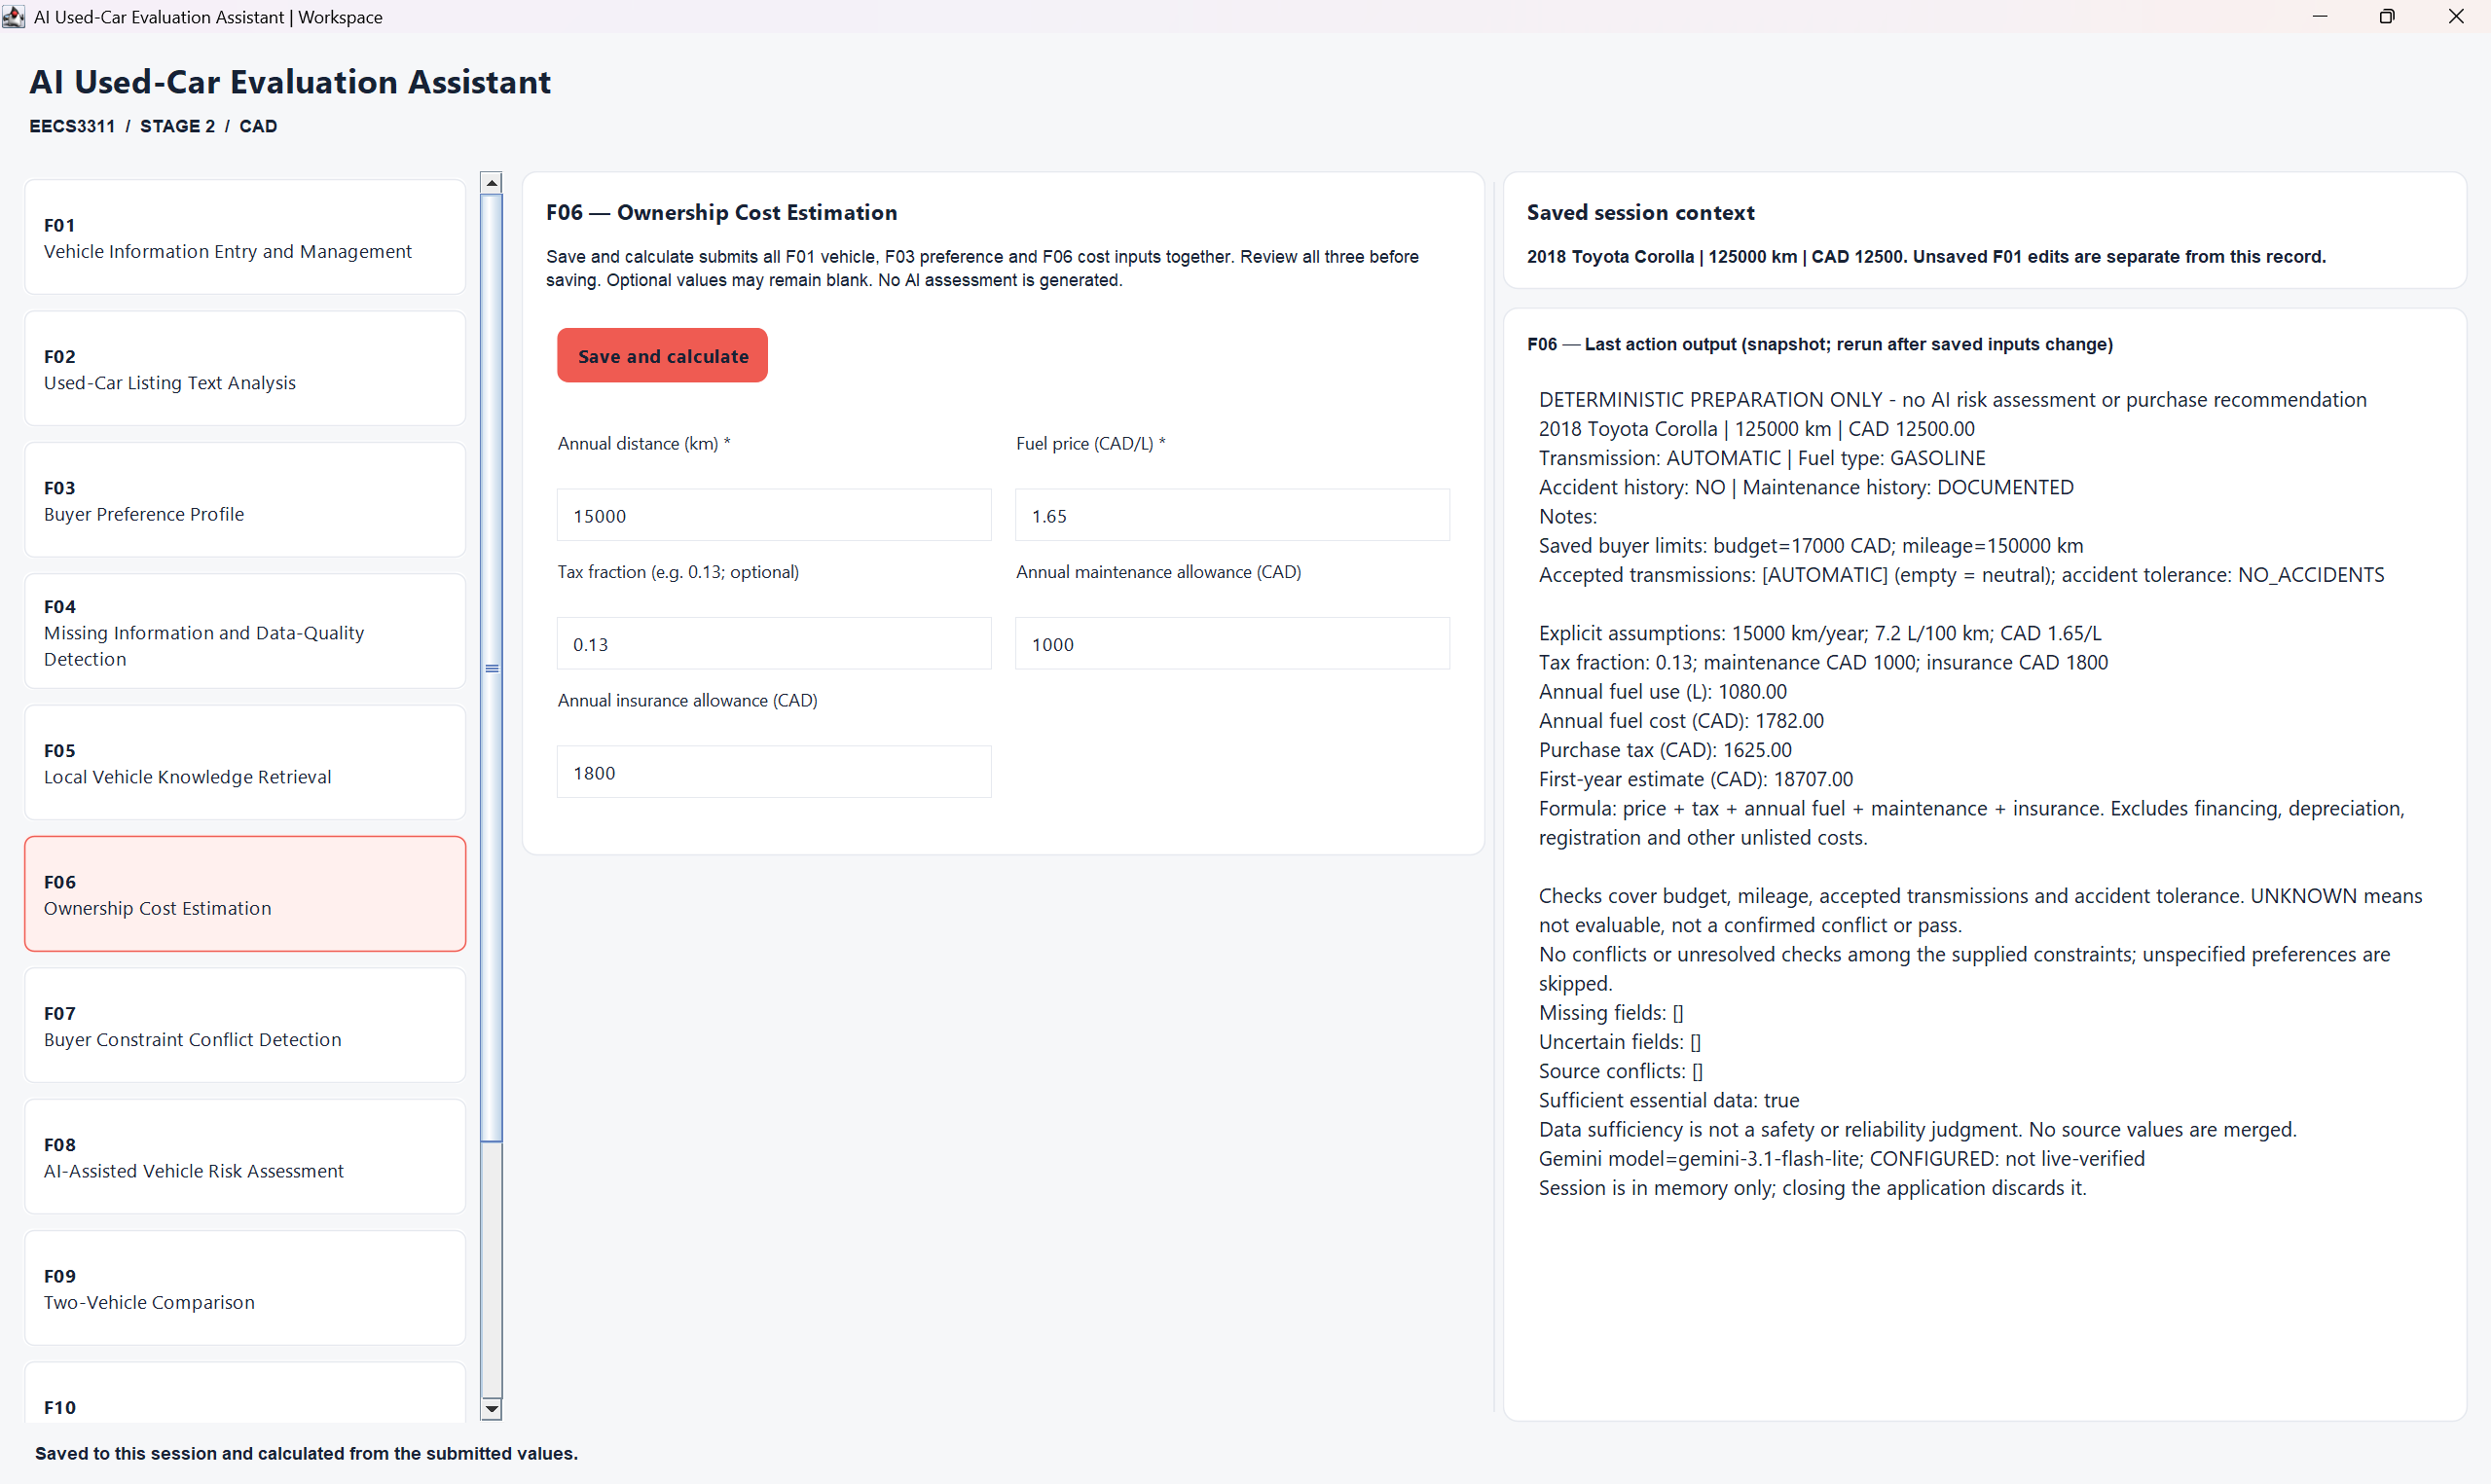 AI Used-Car Evaluation Assistant | Workspace
AI Used-Car Evaluation Assistant
EECS3311 / STAGE 2 / CAD
F01
Vehicle Information Entry and Management
F02
Used-Car Listing Text Analysis
F03
Buyer Preference Profile
F04
Missing Information and Data-Quality
Detection
F05
Local Vehicle Knowledge Retrieval
F06
Ownership Cost Estimation
F07
Buyer Constraint Conflict Detection
F08
AI-Assisted Vehicle Risk Assessment
F09
Two-Vehicle Comparison
F10
F06 — Ownership Cost Estimation
Save and calculate submits all F01 vehicle, F03 preference and F06 cost inputs together. Review all three before
saving. Optional values may remain blank. No AI assessment is generated.
Save and calculate
Annual distance (km) *
Fuel price (CAD/L) *
15000
1.65
Tax fraction (e.g. 0.13; optional)
Annual maintenance allowance (CAD)
0.13
1000
Annual insurance allowance (CAD)
1800
Saved session context
2018 Toyota Corolla | 125000 km | CAD 12500. Unsaved F01 edits are separate from this record.
F06 — Last action output (snapshot; rerun after saved inputs change)
DETERMINISTIC PREPARATION ONLY - no AI risk assessment or purchase recommendation
2018 Toyota Corolla | 125000 km | CAD 12500.00
Transmission: AUTOMATIC | Fuel type: GASOLINE
Accident history: NO | Maintenance history: DOCUMENTED
Notes:
Saved buyer limits: budget=17000 CAD; mileage=150000 km
Accepted transmissions: [AUTOMATIC] (empty = neutral); accident tolerance: NO_ACCIDENTS
Explicit assumptions: 15000 km/year; 7.2 L/100 km; CAD 1.65/L
Tax fraction: 0.13; maintenance CAD 1000; insurance CAD 1800
Annual fuel use (L): 1080.00
Annual fuel cost (CAD): 1782.00
Purchase tax (CAD): 1625.00
First-year estimate (CAD): 18707.00
Formula: price + tax + annual fuel + maintenance + insurance. Excludes financing, depreciation,
registration and other unlisted costs.
Checks cover budget, mileage, accepted transmissions and accident tolerance. UNKNOWN means
not evaluable, not a confirmed conflict or pass.
No conflicts or unresolved checks among the supplied constraints; unspecified preferences are
skipped.
Missing fields: []
Uncertain fields: []
Source conflicts: []
Sufficient essential data: true
Data sufficiency is not a safety or reliability judgment. No source values are merged.
Gemini model=gemini-3.1-flash-lite; CONFIGURED: not live-verified
Session is in memory only; closing the application discards it.
Saved to this session and calculated from the submitted values.